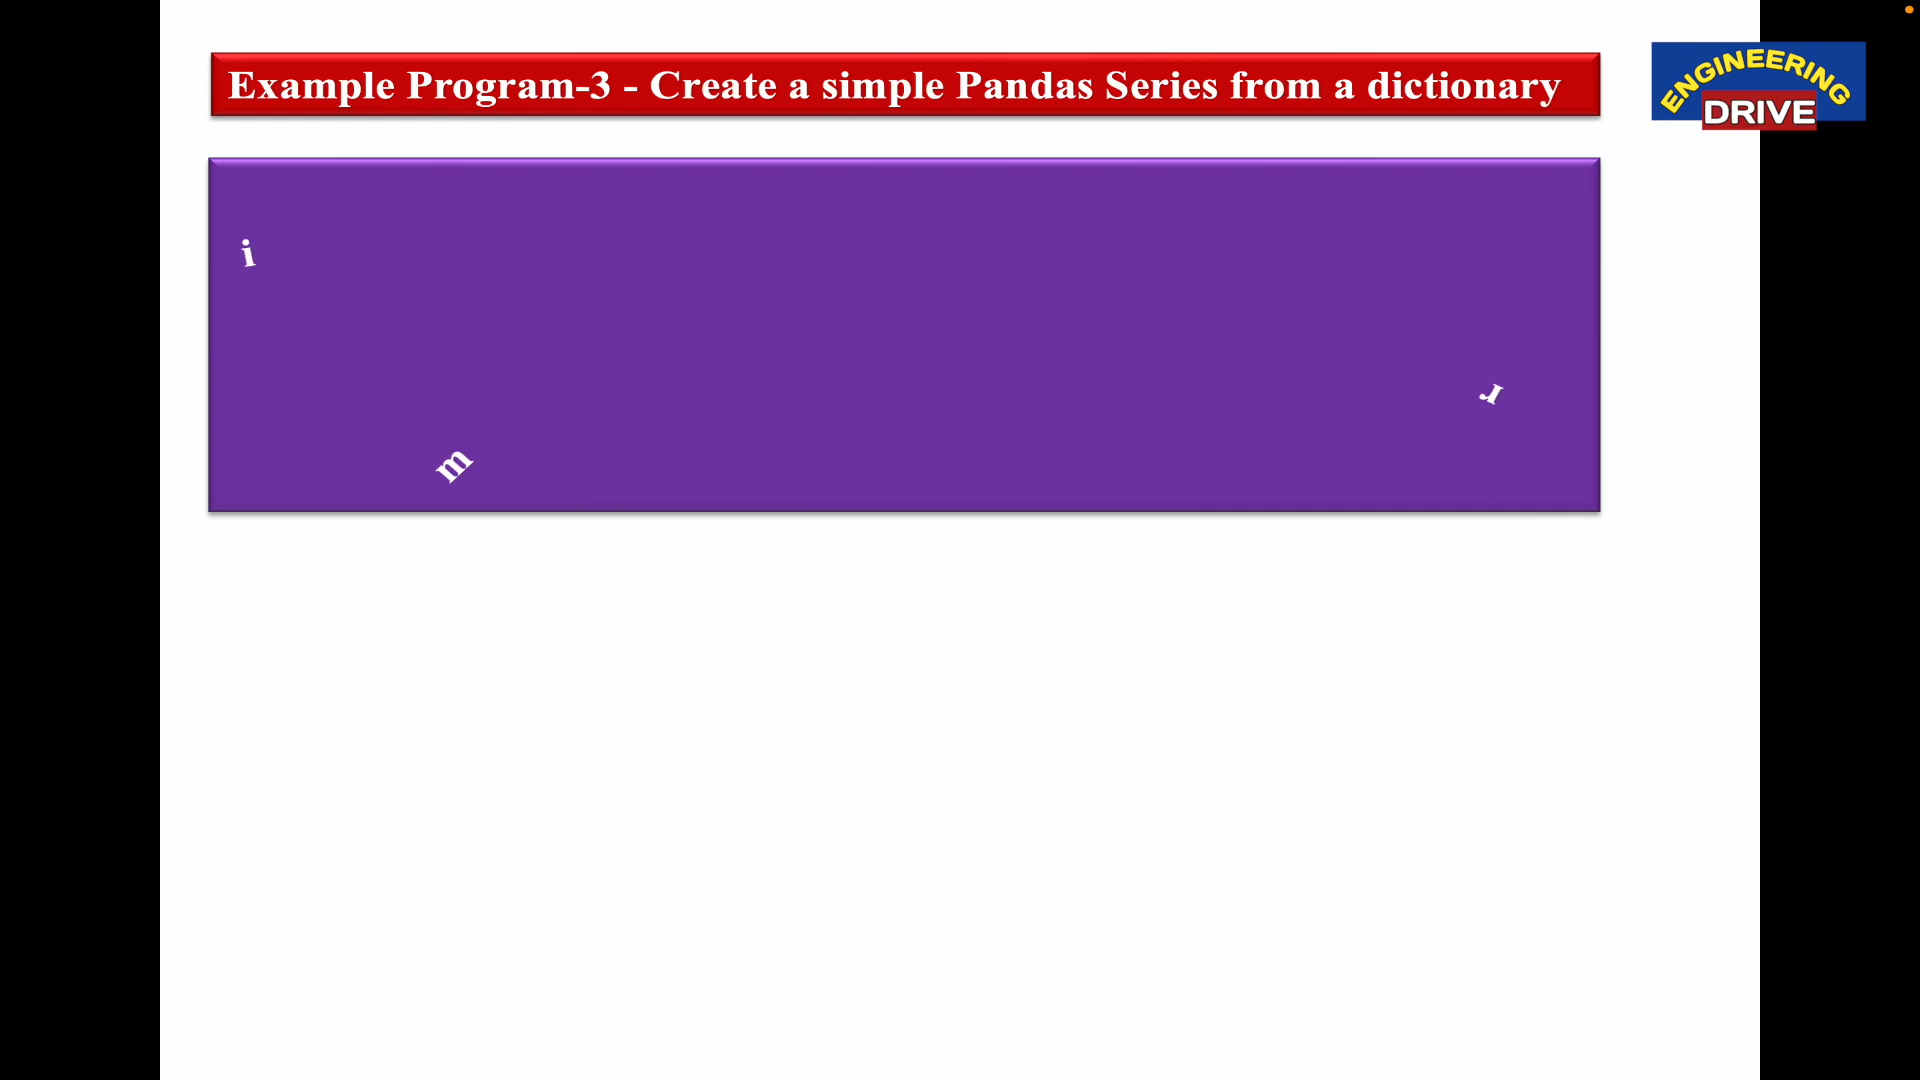 Example Program-3 - Create a simple Pandas Series from a dictionary
ENGINEERING
DRIVE
i
r
m